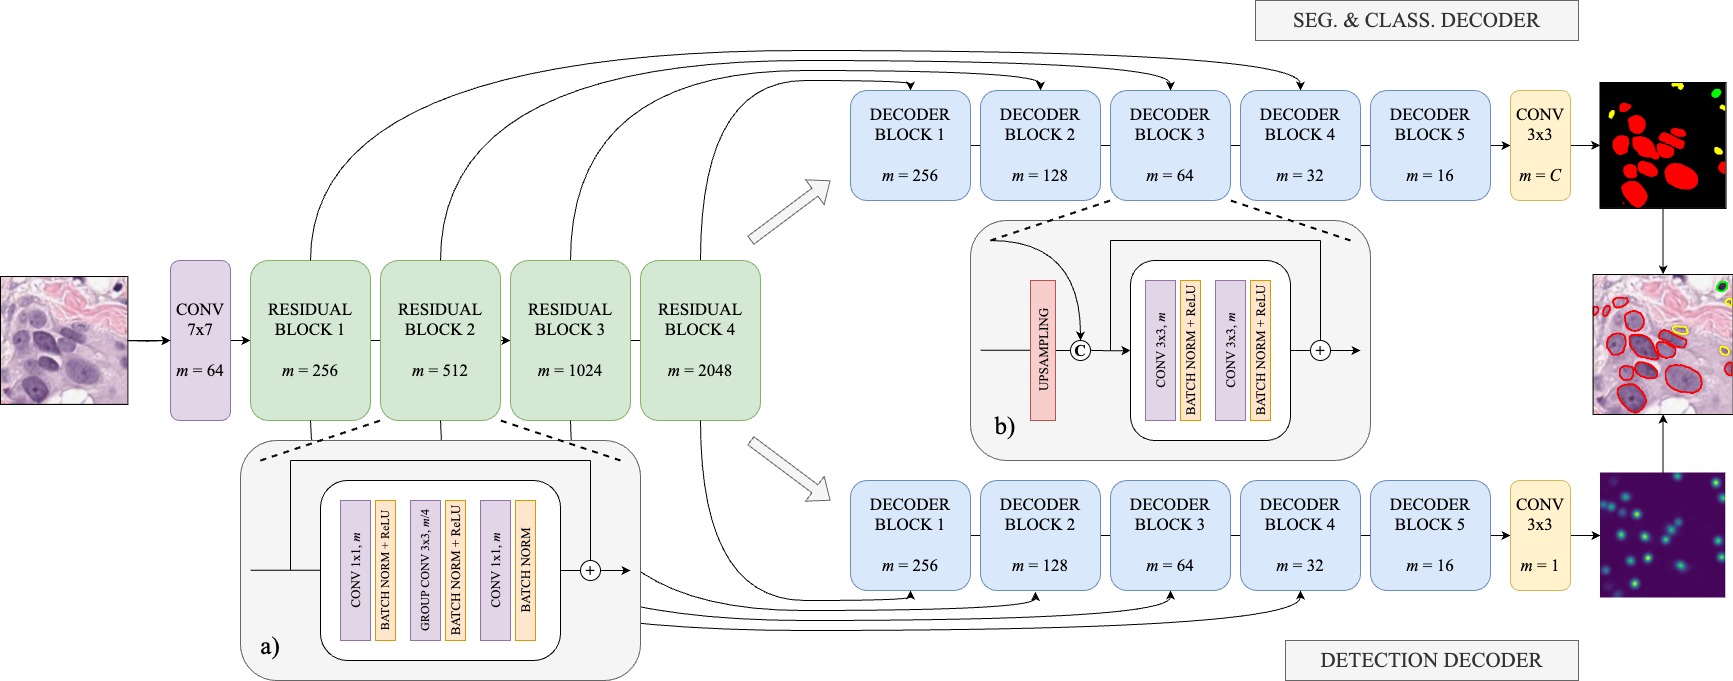 SEG. & CLASS. DECODER
DECODER
BLOCK 1
m = 256
DECODER
BLOCK 2
m = 128
DECODER
BLOCK 3
m = 64
DECODER
BLOCK 4
m = 32
DECODER
BLOCK 5
m = 16
CONV
3x3
m = C
CONV
7x7
m = 64
RESIDUAL
BLOCK 1
m = 256
RESIDUAL
BLOCK 2
m = 512
RESIDUAL
BLOCK 3
m = 1024
RESIDUAL
BLOCK 4
m = 2048
UPSAMPLING
C
CONV 3x3, m
BATCH NORM + ReLU
CONV 3x3, m
BATCH NORM + ReLU
+
b)
CONV 1x1, m
BATCH NORM + ReLU
GROUP CONV 3x3, m/4
BATCH NORM + ReLU
CONV 1x1, m
BATCH NORM
+
a)
DECODER
BLOCK 1
m = 256
DECODER
BLOCK 2
m = 128
DECODER
BLOCK 3
m = 64
DECODER
BLOCK 4
m = 32
DECODER
BLOCK 5
m = 16
CONV
3x3
m = 1
DETECTION DECODER